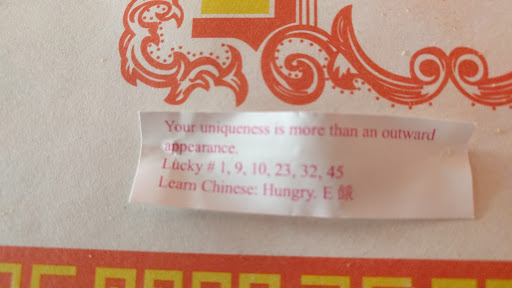 Your uniqueness is more than an outward
appearance.
Lucky # 1, 9, 10, 23, 32, 45
Learn Chinese: Hungry. E 餓